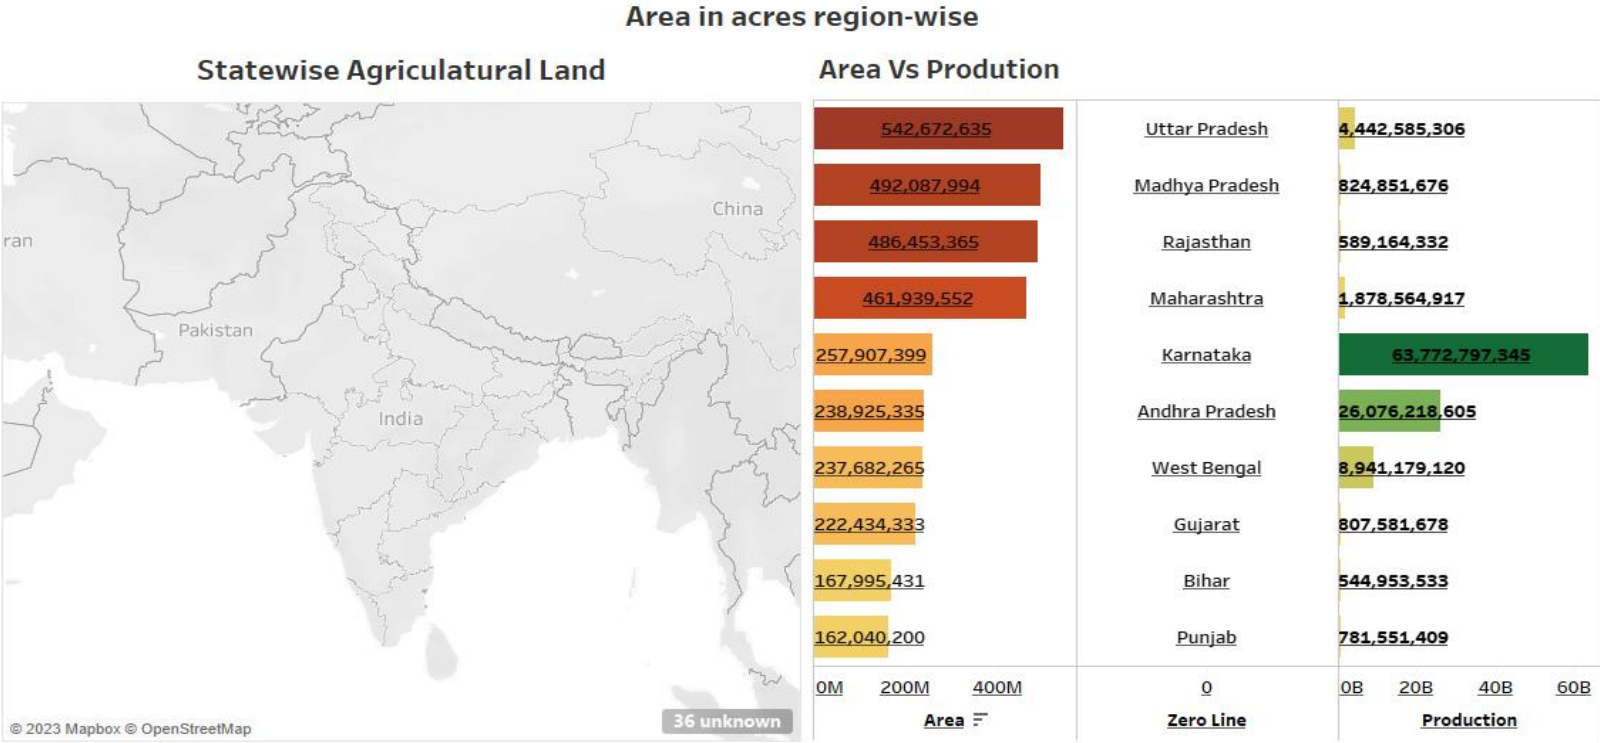 Area in acres region-wise
Statewise Agriculatural Land
Area Vs Prodution
ran
China
Pakistan
India
© 2023 Mapbox © OpenStreetMap
36 unknown
542,672,635 Uttar Pradesh 4,442,585,306
492,087,994 Madhya Pradesh 824,851,676
486,453,365 Rajasthan 589,164,332
461,939,552 Maharashtra 1,878,564,917
257,907,399 Karnataka 63,772,797,345
238,925,335 Andhra Pradesh 26,076,218,605
237,682,265 West Bengal 8,941,179,120
222,434,333 Gujarat 807,581,678
167,995,431 Bihar 544,953,533
162,040,200 Punjab 781,551,409
0M 200M 400M 0 0B 20B 40B 60B
Area Zero Line Production